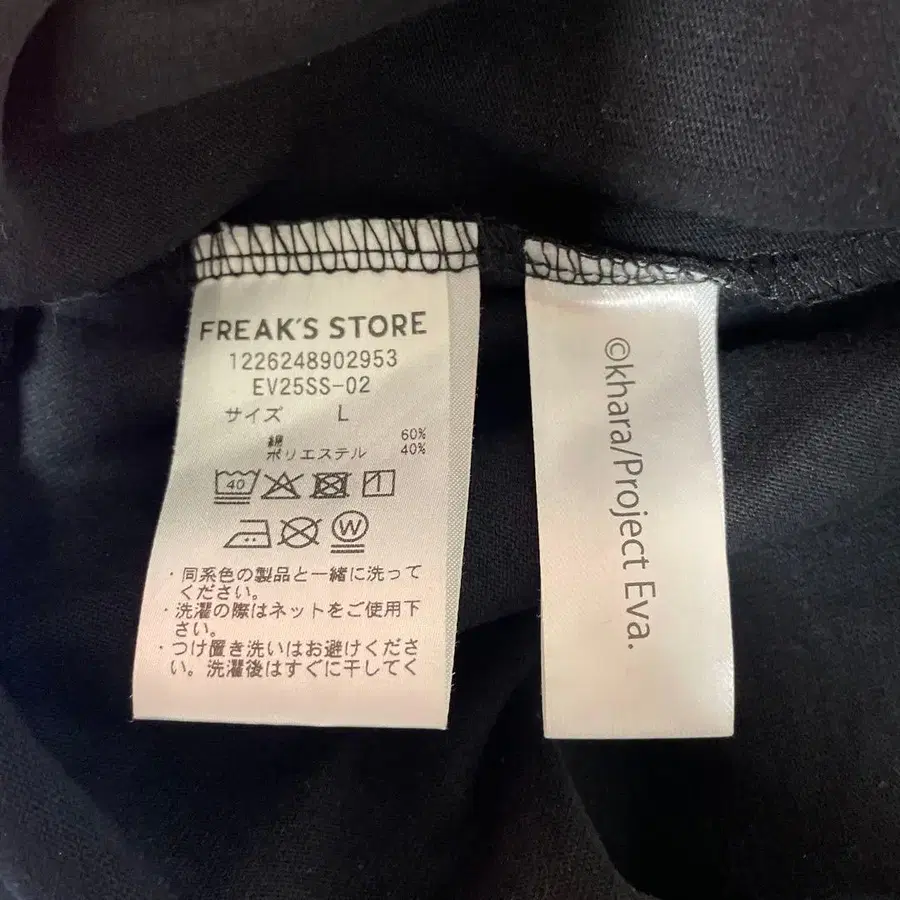 FREAK'S STORE
1226248902953
EV25SS-02
サイズ L
綿 60%
ポリエステル 40%
40
W
・同系色の製品と一緒に洗って
ください。
・洗濯の際はネットをご使用下
さい。
・つけ置き洗いはお避けくださ
い。洗濯後はすぐに干してく
©khara/Project Eva.